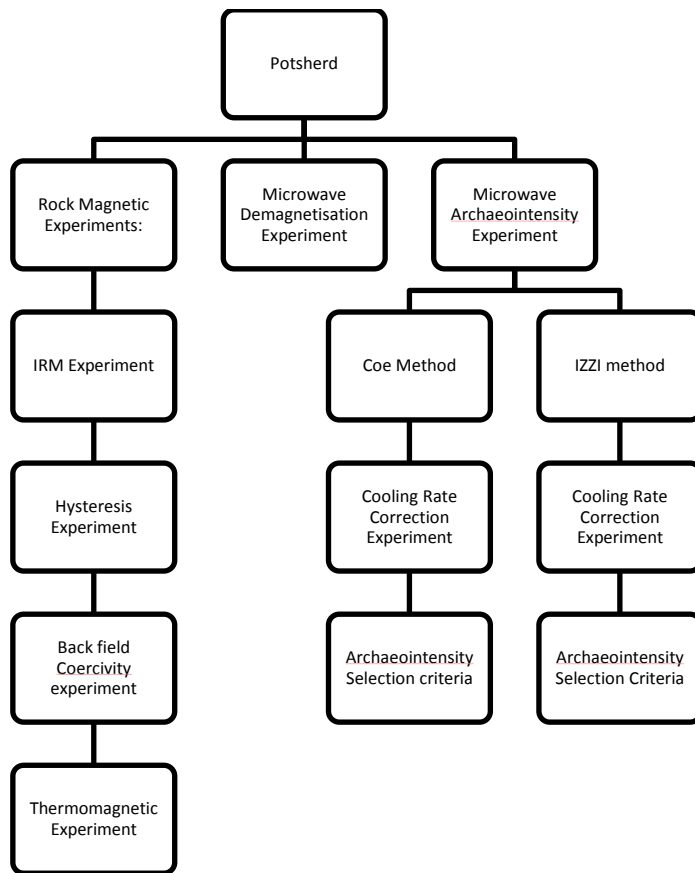 Potsherd
Rock Magnetic
Experiments:
Microwave
Demagnetisation
Experiment
Microwave
Archaeointensity
Experiment
IRM Experiment
Coe Method
IZZI method
Hysteresis
Experiment
Cooling Rate
Correction
Experiment
Cooling Rate
Correction
Experiment
Back field
Coercivity
experiment
Archaeointensity
Selection criteria
Archaeointensity
Selection Criteria
Thermomagnetic
Experiment